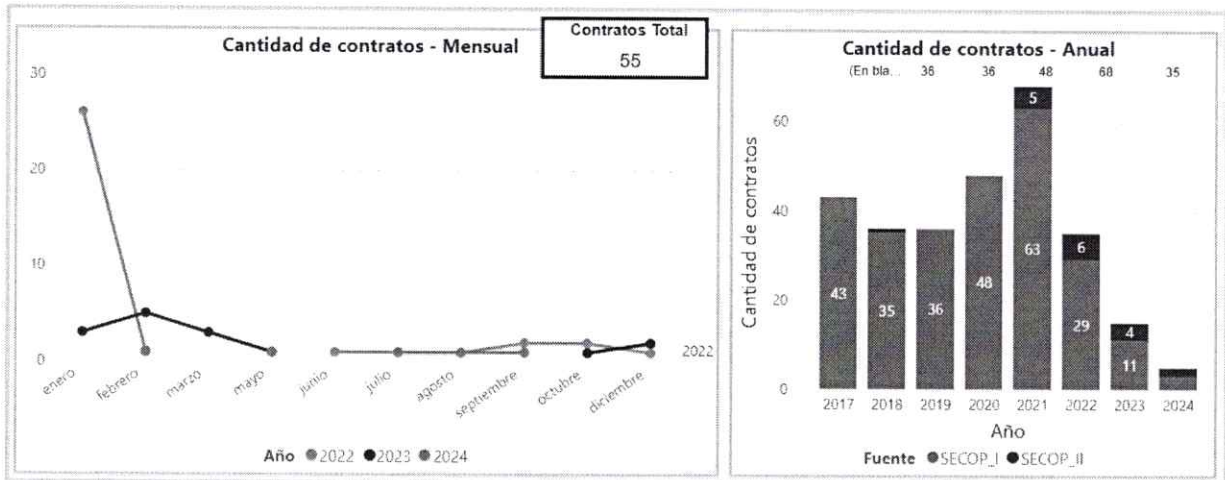 Cantidad de contratos - Mensual
Contratos Total
55
30
20
10
0
enero
febrero
marzo
mayo
junio
julio
agosto
septiembre
octubre
diciembre
2022
Año 2022 2023 2024
Cantidad de contratos - Anual
(En bla... 36 36 48 68 35
Cantidad de contratos
60
40
20
0
43
35
36
48
5
63
6
29
4
11
2017 2018 2019 2020 2021 2022 2023 2024
Año
Fuente SECOP_I SECOP_II